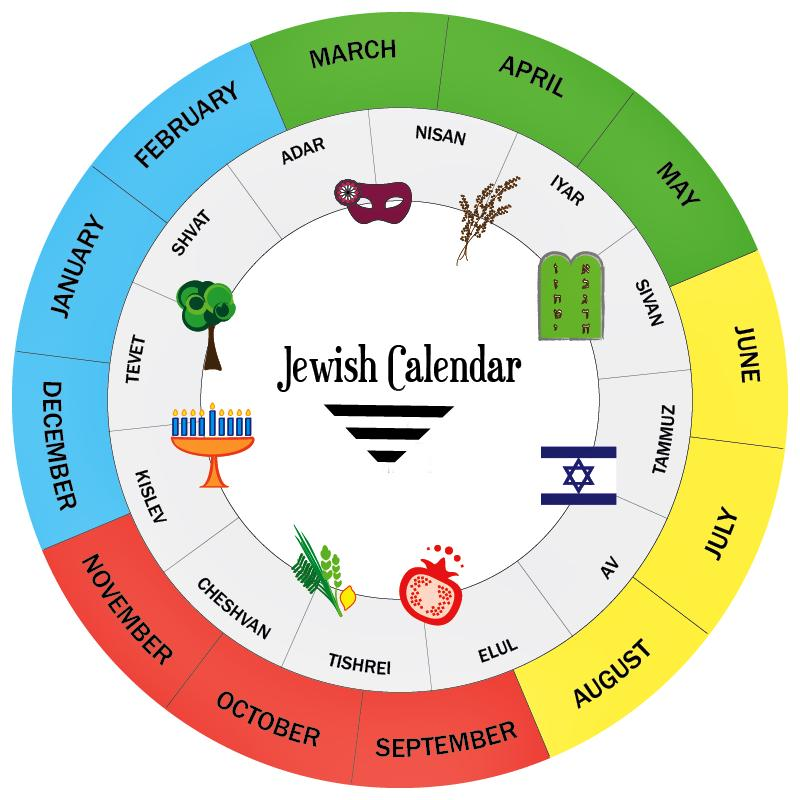 MARCH
APRIL
MAY
JUNE
JULY
AUGUST
SEPTEMBER
OCTOBER
NOVEMBER
DECEMBER
JANUARY
FEBRUARY
NISAN
IYAR
SIVAN
TAMMUZ
AV
ELUL
TISHREI
CHESHVAN
KISLEV
TEVET
SHVAT
ADAR
Jewish Calendar